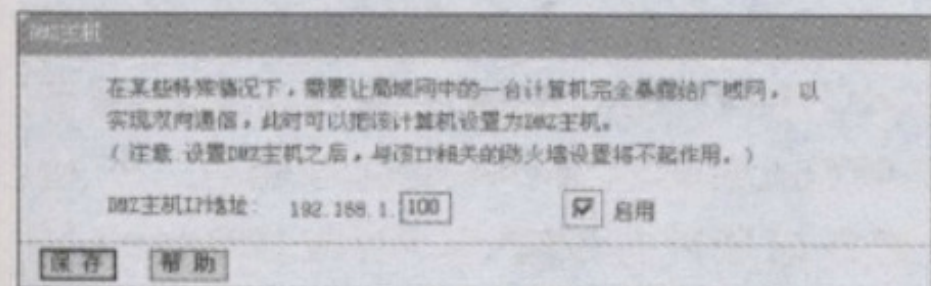 DMZ主机
在某些特殊情况下，需要让局域网中的一台计算机完全暴露给广域网， 以
实现双向通信，此时可以把该计算机设置为DMZ主机。
（注意 设置DMZ主机之后，与该IP相关的防火墙设置将不起作用。）
DMZ主机IP地址： 192.168.1. 100 启用
保存 帮助